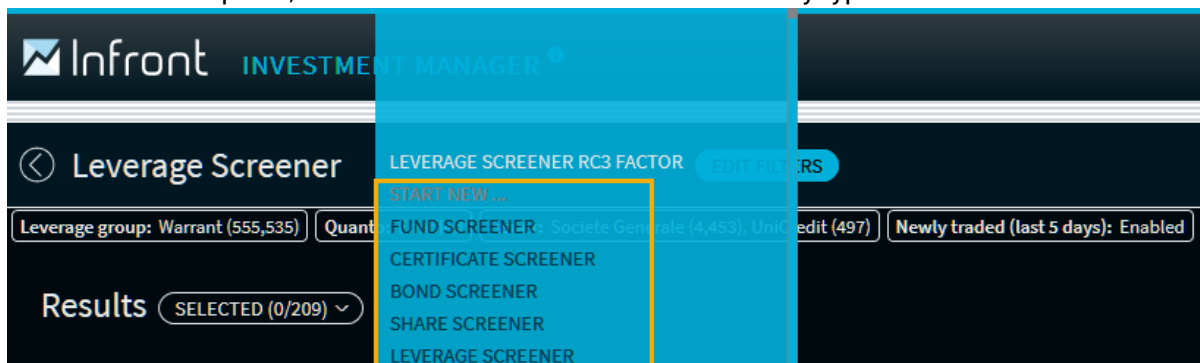 Infront INVESTMENT MANAGER
Leverage Screener
LEVERAGE SCREENER RC3 FACTOR
EDIT FILTERS
START NEW ...
Leverage group: Warrant (555,535)
Quanto
: Societe Generale (4,453), UniCredit (497)
Newly traded (last 5 days): Enabled
FUND SCREENER
CERTIFICATE SCREENER
BOND SCREENER
SHARE SCREENER
LEVERAGE SCREENER
Results SELECTED (0/209)